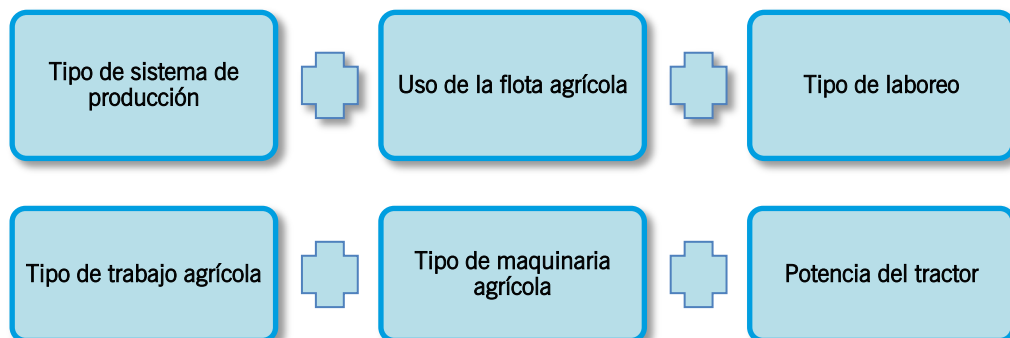 Tipo de sistema de
producción
Uso de la flota agrícola
Tipo de laboreo
Tipo de trabajo agrícola
Tipo de maquinaria
agrícola
Potencia del tractor